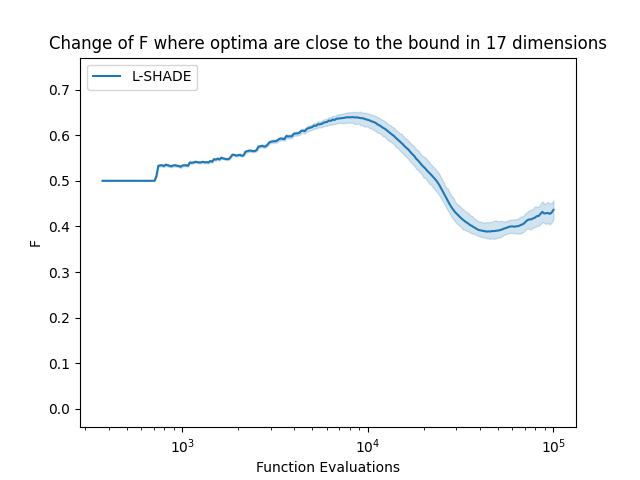 Change of F where optima are close to the bound in 17 dimensions
L-SHADE
0.7
0.6
0.5
0.4
0.3
0.2
0.1
0.0
F
10³
10⁴
10⁵
Function Evaluations